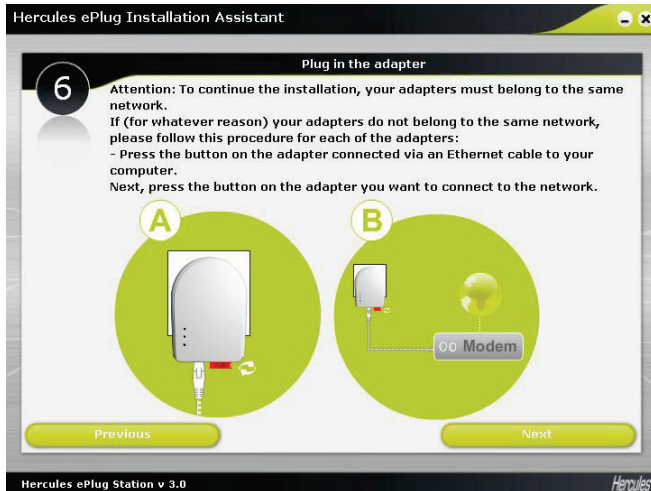 Hercules ePlug Installation Assistant
Plug in the adapter
6
Attention: To continue the installation, your adapters must belong to the same
network.
If (for whatever reason) your adapters do not belong to the same network,
please follow this procedure for each of the adapters:
- Press the button on the adapter connected via an Ethernet cable to your
computer.
Next, press the button on the adapter you want to connect to the network.
A
B
Modem
Previous
Next
Hercules ePlug Station v 3.0
Hercules